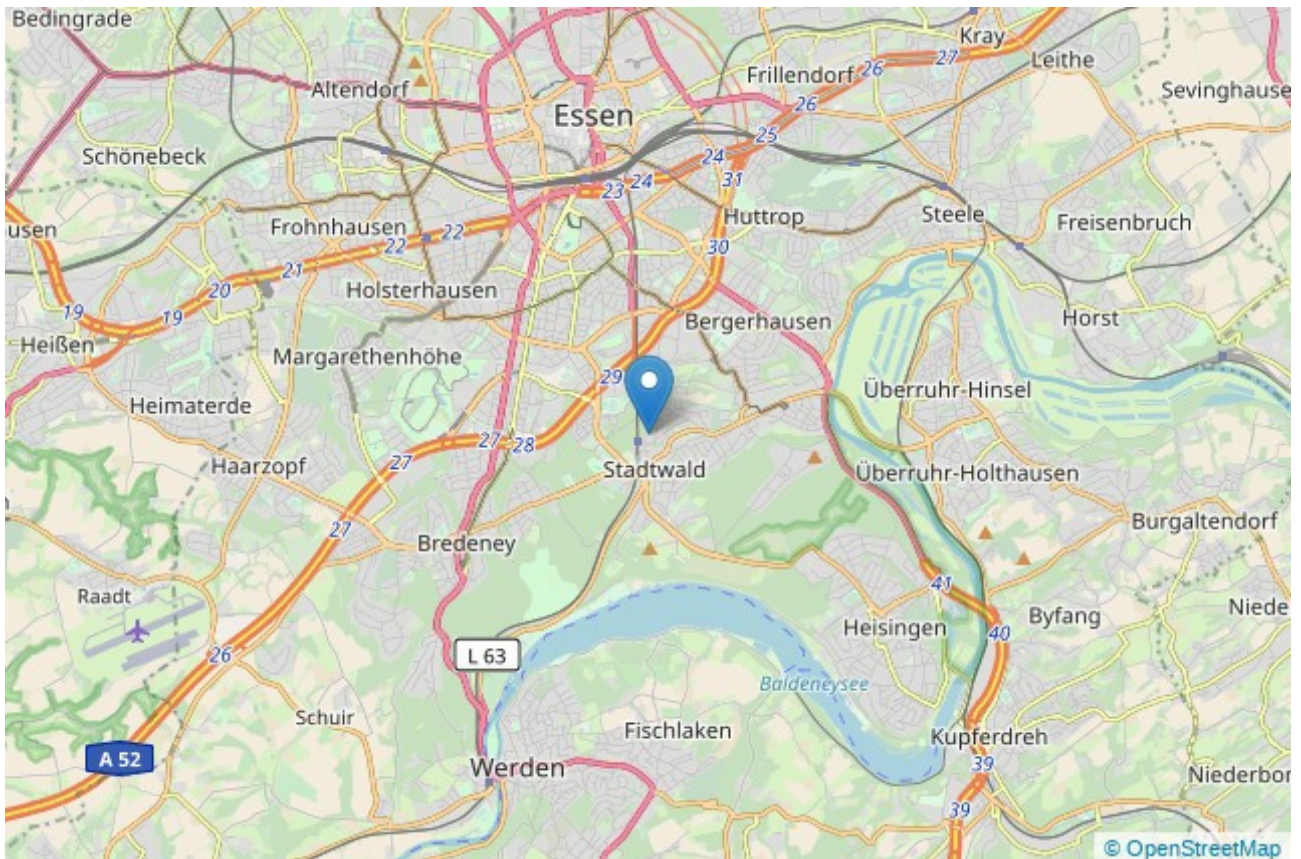 Bedingrade
Kray
Leithe
Frillendorf
26
27
Altendorf
Sevinghause
26
Essen
25
Schönebeck
24
24
23
31
Huttrop
Steele
Freisenbruch
usen
Frohnhausen
22
22
30
21
20
Holsterhausen
19
19
Bergerhausen
Horst
Heißen
Margarethenhöhe
29
Überruhr-Hinsel
Heimaterde
27
28
27
Haarzopf
Stadtwald
Überruhr-Holthausen
27
Burgaltendorf
Bredeney
41
Raadt
Niede
Byfang
Heisingen
40
26
L 63
Baldeneysee
Schuir
Fischlaken
Kupferdreh
A 52
Werden
39
Niederbor
39
© OpenStreetMap